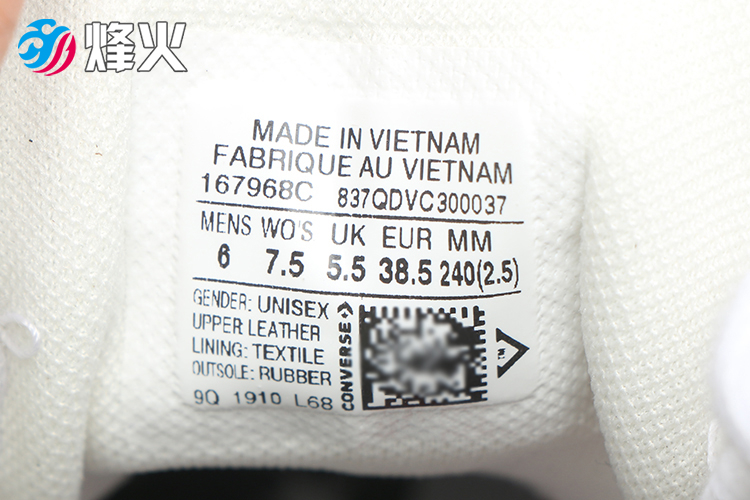 烽火
MADE IN VIETNAM
FABRIQUE AU VIETNAM
167968C 837QDVC300037
MENS WO'S UK EUR MM
6 7.5 5.5 38.5 240(2.5)
GENDER: UNISEX
UPPER LEATHER
LINING: TEXTILE
OUTSOLE: RUBBER
9Q 1910 L68
CONVERSE
TM